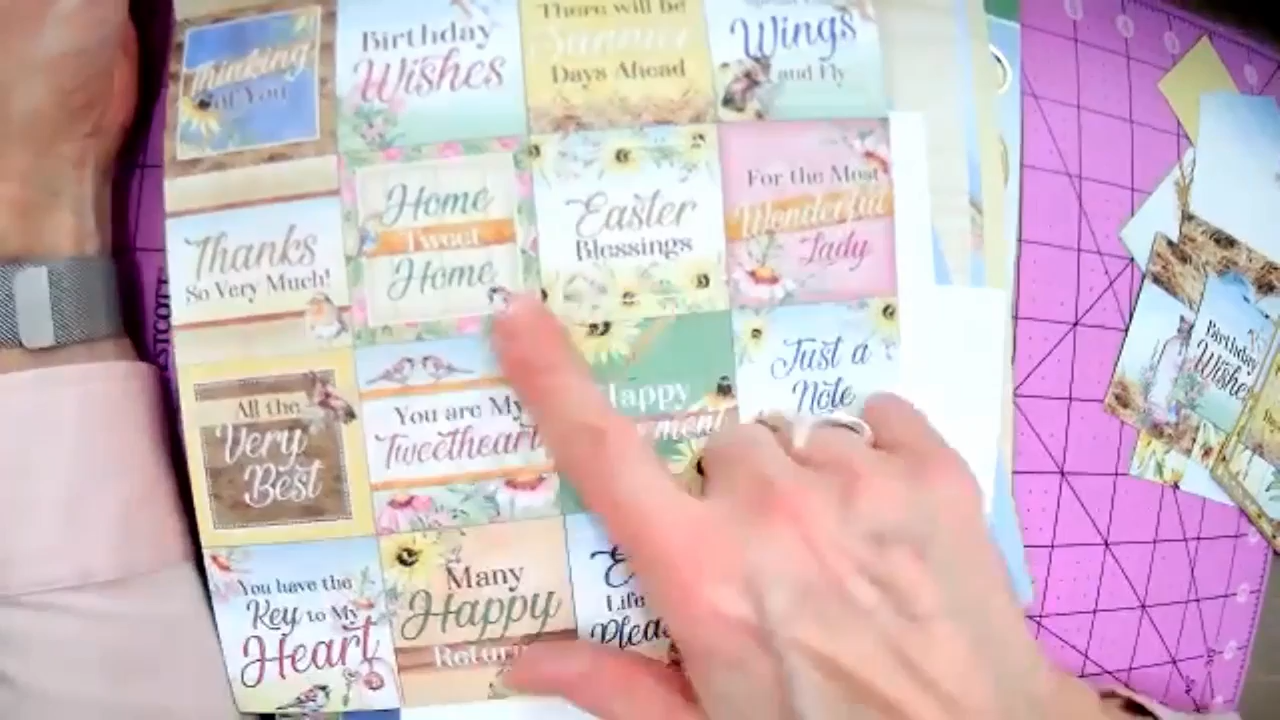 Thinking
of You
Birthday
Wishes
There will be
Sunnier
Days Ahead
Wings
and Fly
Thanks
So Very Much!
Home
Tweet
Home
Easter
Blessings
For the Most
Wonderful
Lady
All the
Very
Best
You are My
Tweetheart
Happy
Just a
Note
You have the
Key to My
Heart
Many
Happy
Life
Birthday
Wishes